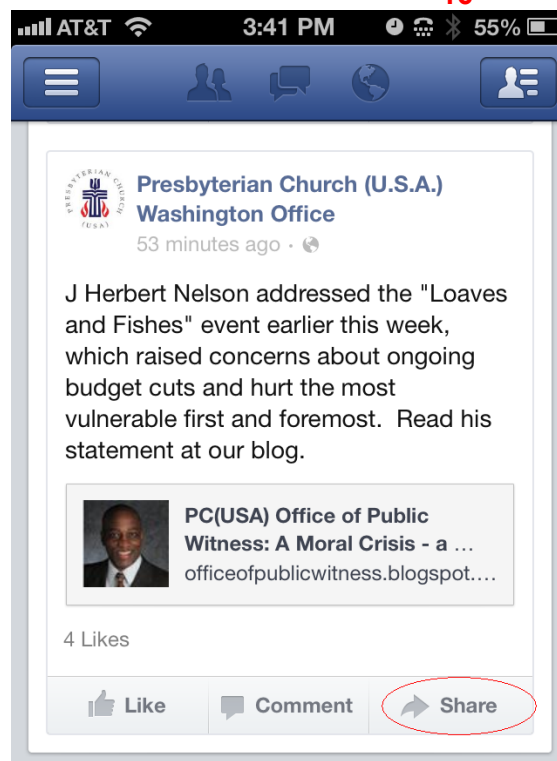 AT&T 3:41 PM 55%
Presbyterian Church (U.S.A.)
Washington Office
53 minutes ago ·
J Herbert Nelson addressed the "Loaves
and Fishes" event earlier this week,
which raised concerns about ongoing
budget cuts and hurt the most
vulnerable first and foremost.  Read his
statement at our blog.
PC(USA) Office of Public
Witness: A Moral Crisis - a …
officeofpublicwitness.blogspot.…
4 Likes
Like Comment Share
PRESBYTERIAN CHURCH
(USA)